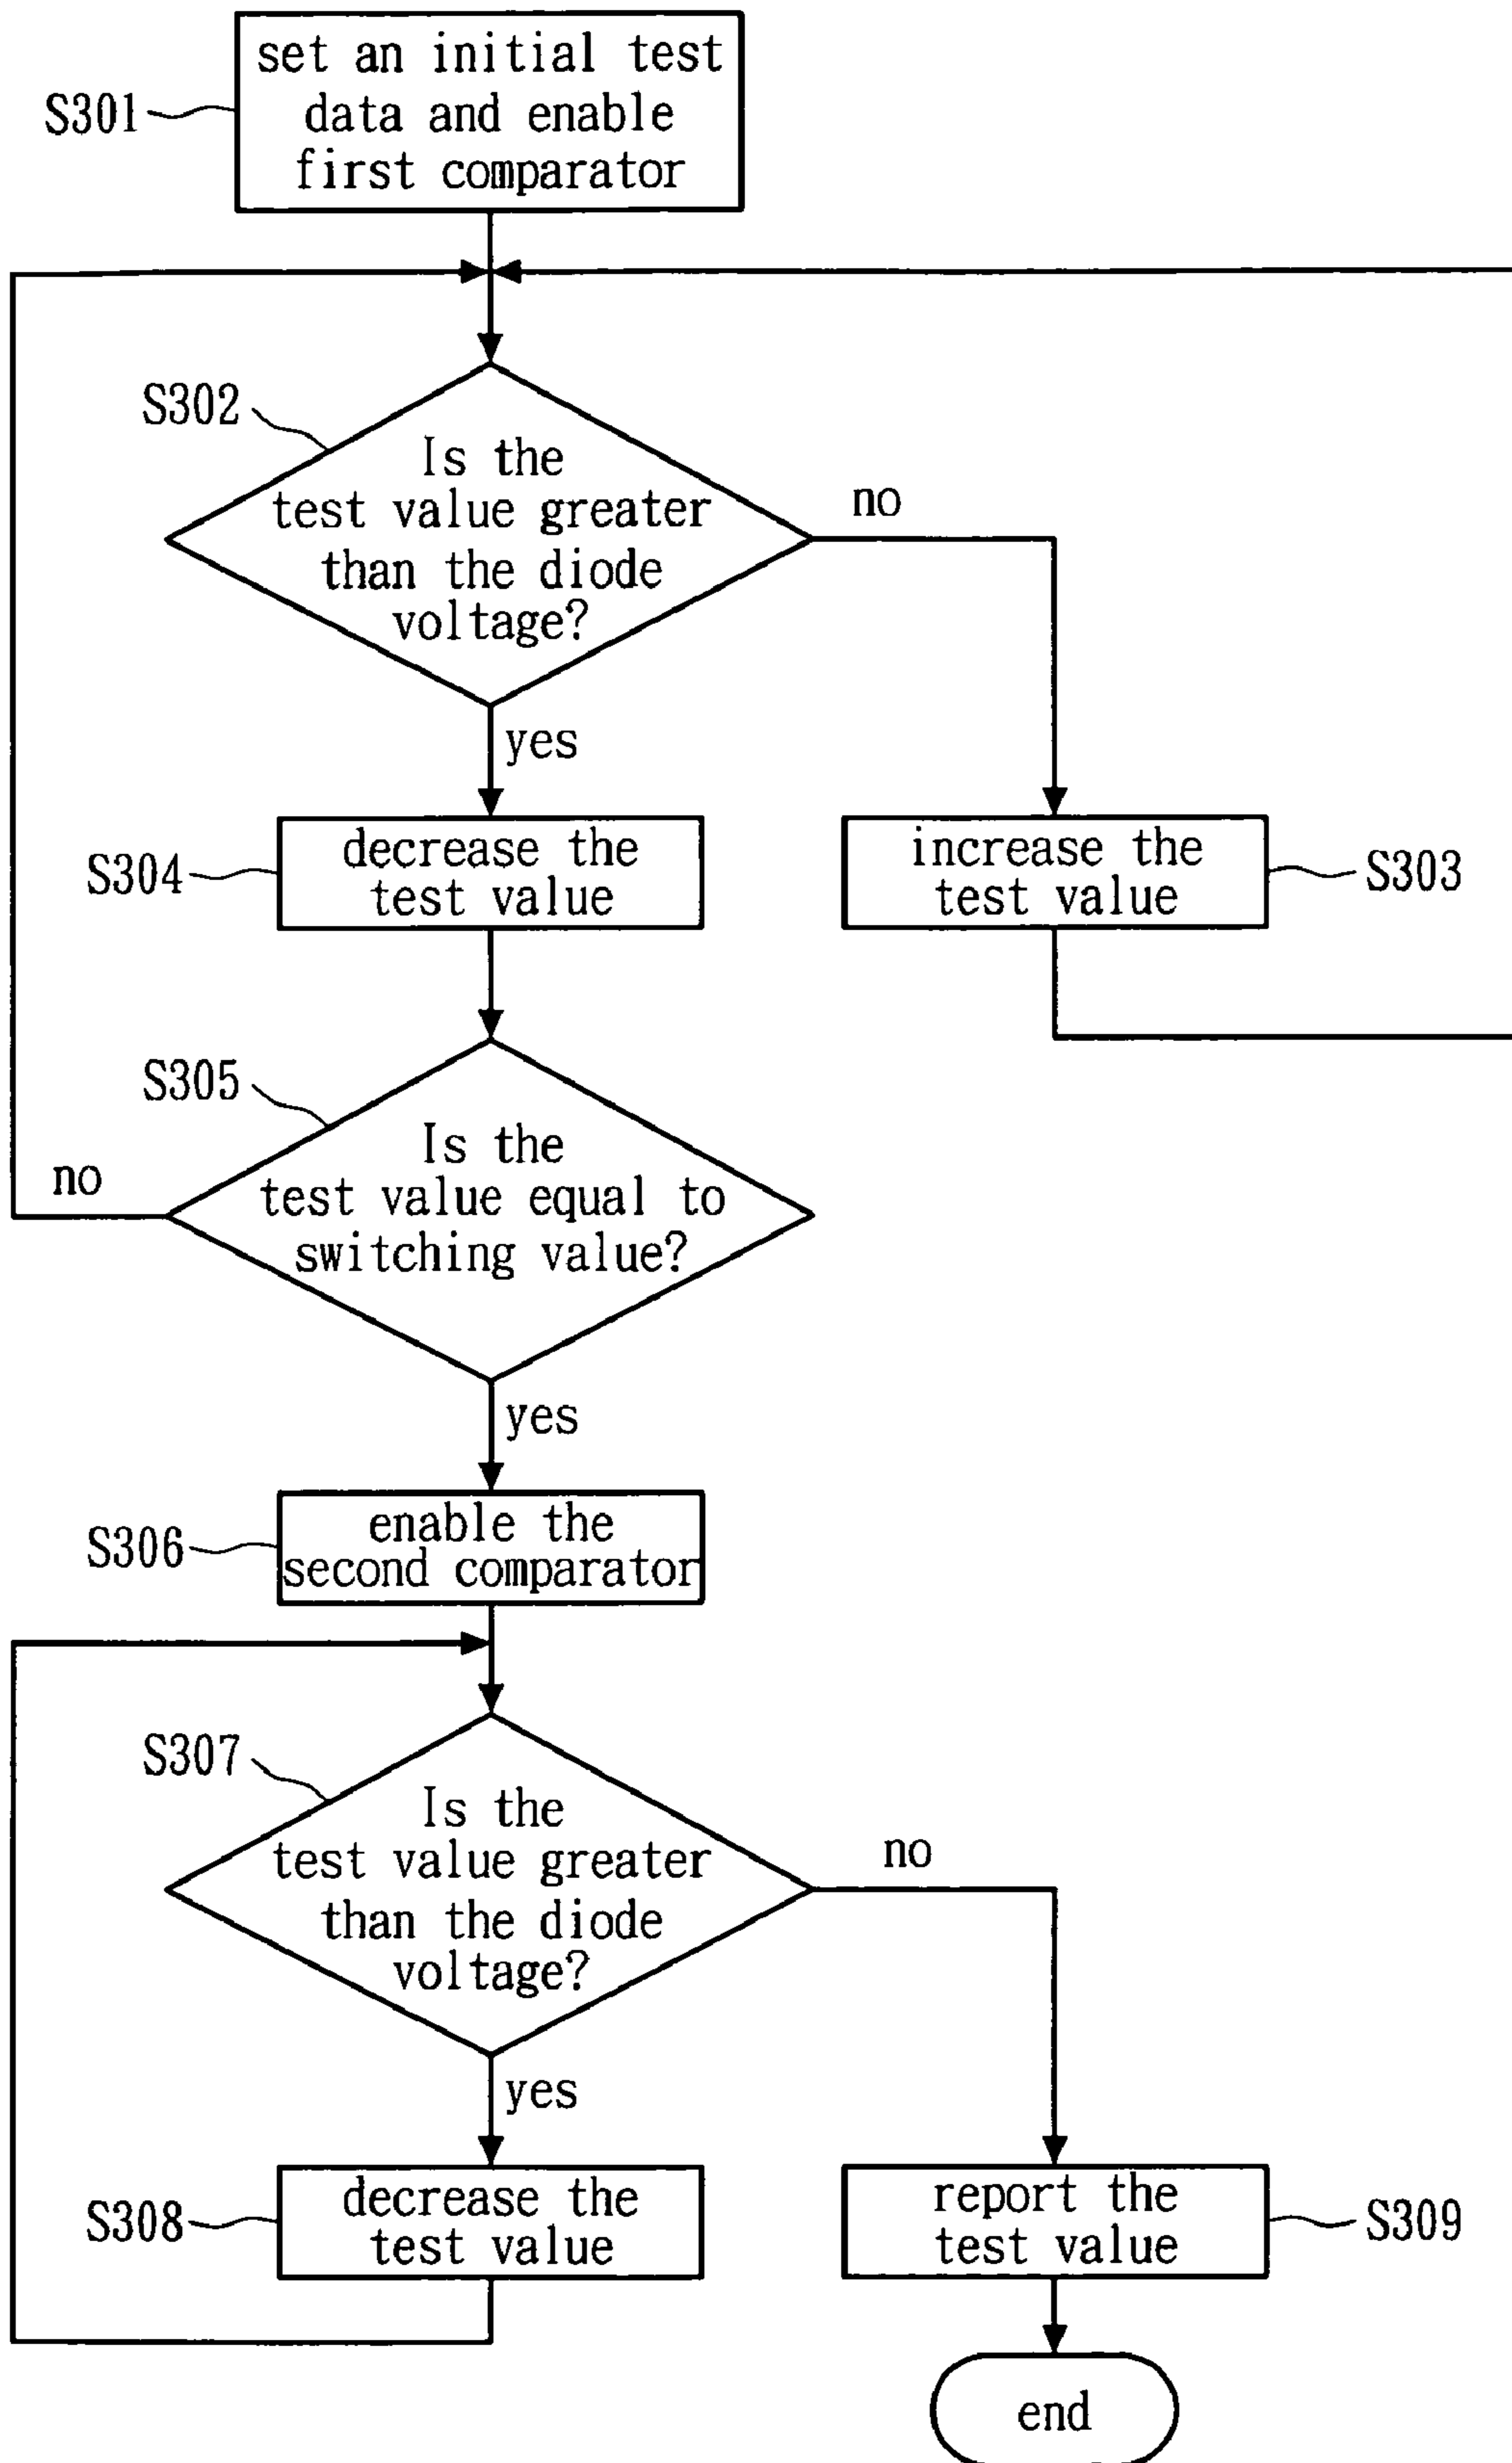 set an initial test
data and enable
first comparator
S301
S302
Is the
test value greater
than the diode
voltage?
no
yes
S304
decrease the
test value
increase the
test value
S303
S305
Is the
test value equal to
switching value?
no
yes
S306
enable the
second comparator
S307
Is the
test value greater
than the diode
voltage?
no
yes
S308
decrease the
test value
report the
test value
S309
end